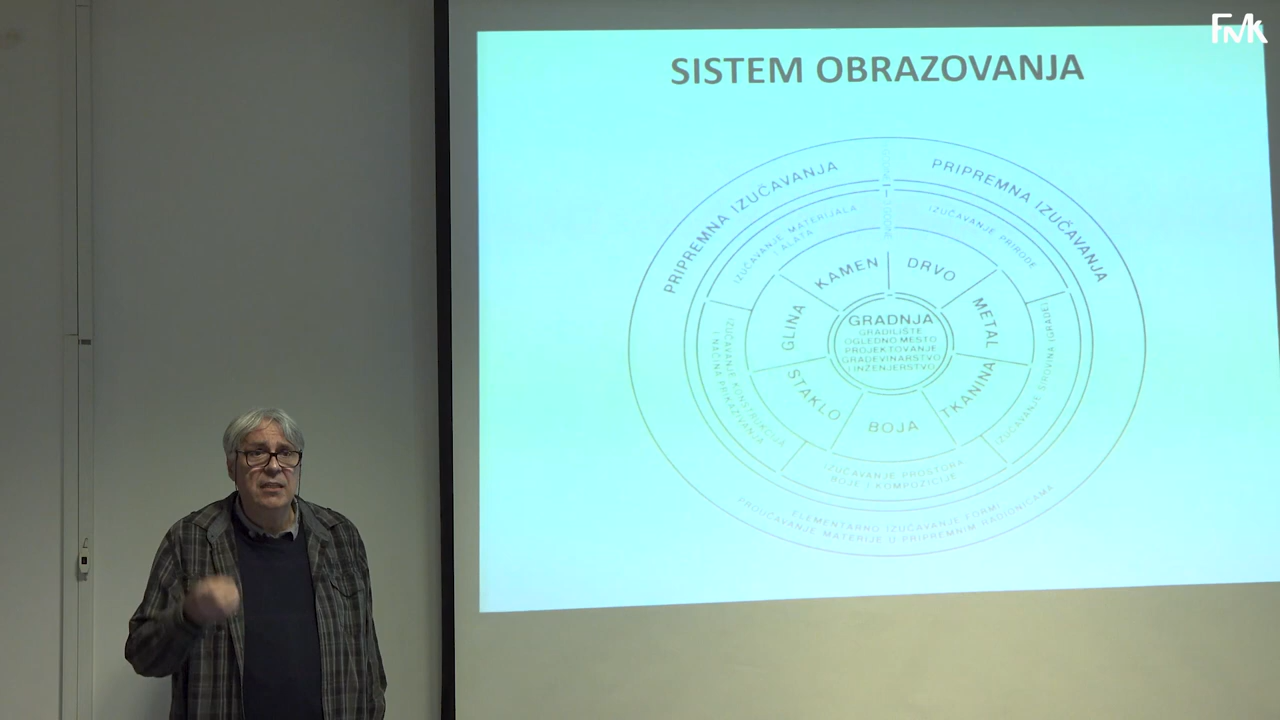 FMK
SISTEM OBRAZOVANJA
PRIPREMNA IZUČAVANJA
PRIPREMNA IZUČAVANJA
IZUČAVANJE MATERIJALA
I ALATA
IZUČAVANJE PRIRODE
KAMEN
DRVO
GLINA
METAL
GRADNJA
GRADILIŠTE
OGLEDNO MESTO
PROJEKTOVANJE
GRAĐEVINARSTVO
I INŽENJERSTVO
STAKLO
TKANINA
BOJA
IZUČAVANJE KONSTRUKCIJA
I NAČINA PRIKAZIVANJA
IZUČAVANJE SIROVINA
IZUČAVANJE PROSTORA
BOJE I KOMPOZICIJE
ELEMENTARNO IZUČAVANJE FORMI
PROUČAVANJE MATERIJE U PRIPREMNIM RADIONICAMA